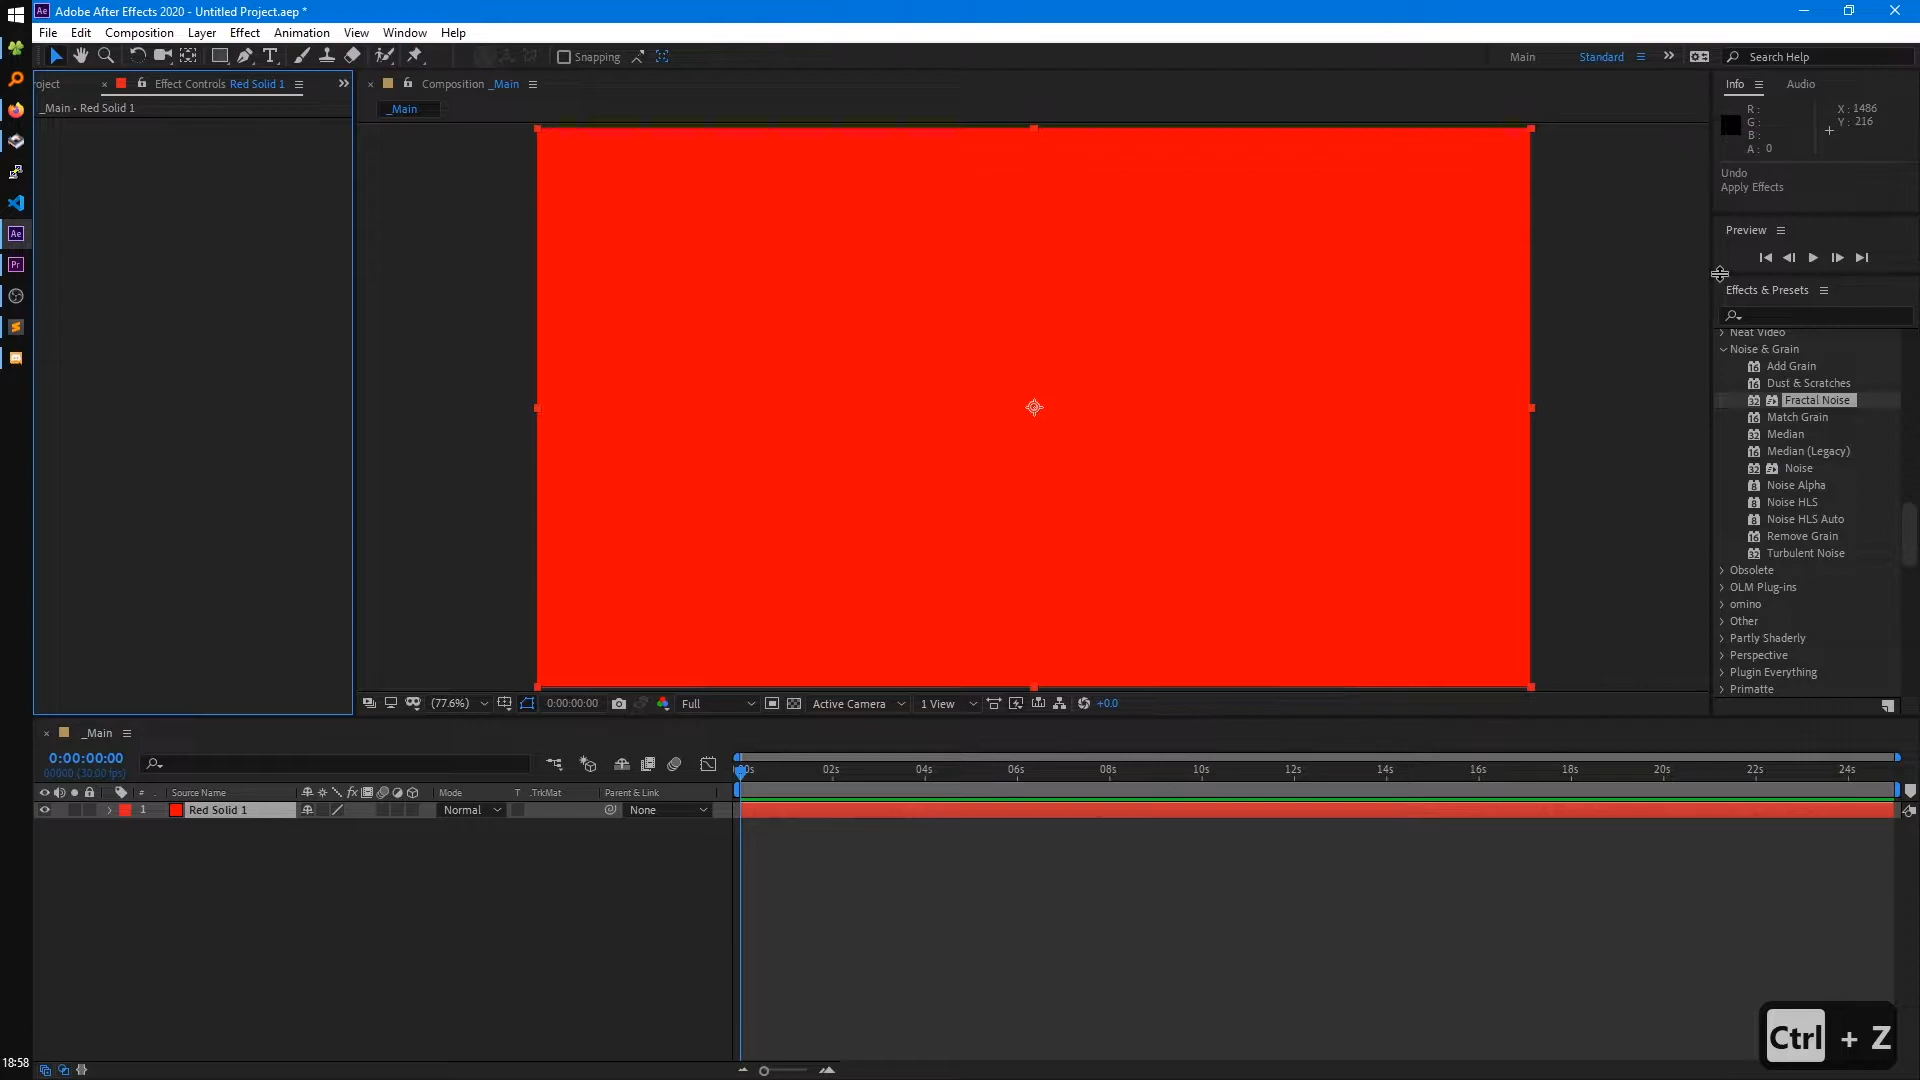 Adobe After Effects 2020 - Untitled Project.aep *
File Edit Composition Layer Effect Animation View Window Help
Snapping
Main Standard Search Help
roject Effect Controls Red Solid 1
_Main • Red Solid 1
Composition _Main
_Main
Info Audio
R :
G :
B :
A : 0
X : 1486
Y : 216
Undo
Apply Effects
Preview
Effects & Presets
Neat Video
Noise & Grain
Add Grain
Dust & Scratches
Fractal Noise
Match Grain
Median
Median (Legacy)
Noise
Noise Alpha
Noise HLS
Noise HLS Auto
Remove Grain
Turbulent Noise
Obsolete
OLM Plug-ins
omino
Other
Partly Shaderly
Perspective
Plugin Everything
Primatte
(77.6%) 0:00:00:00 Full Active Camera 1 View +0.0
_Main
0:00:00:00
00000 (30.00 fps)
:00s 02s 04s 06s 08s 10s 12s 14s 16s 18s 20s 22s 24s
# Source Name Mode T .TrkMat Parent & Link
1 Red Solid 1 Normal None
Ctrl + Z
18:58